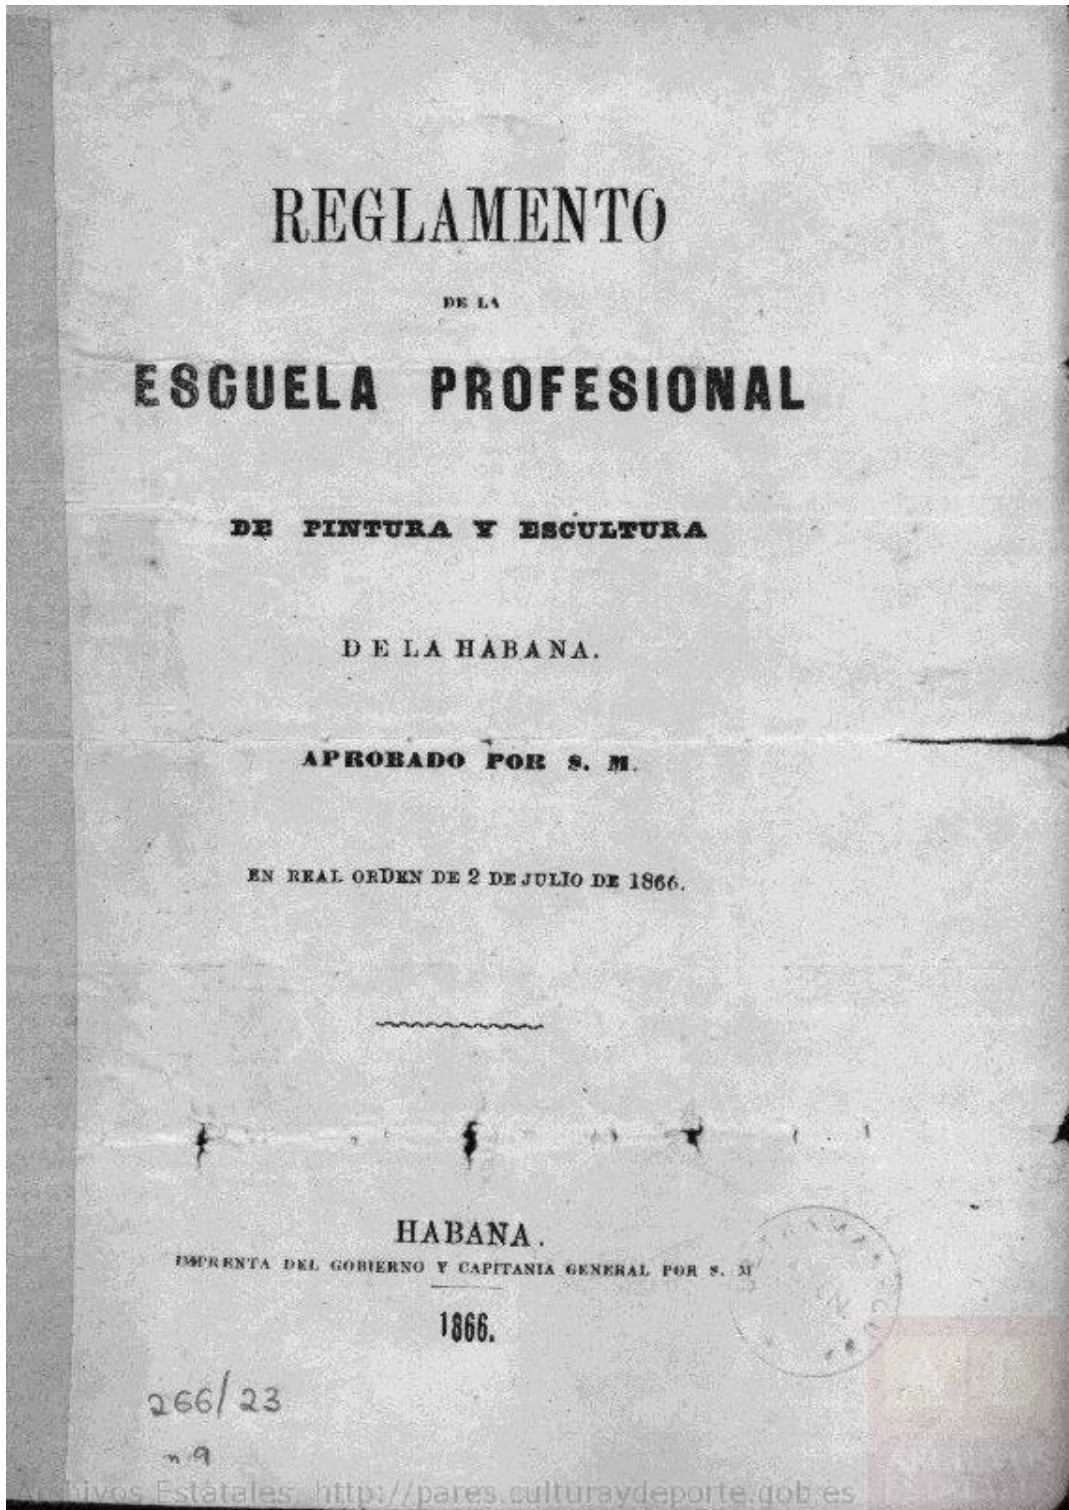 REGLAMENTO
DE LA
ESCUELA PROFESIONAL
DE PINTURA Y ESCULTURA
DE LA HABANA.
APROBADO POR S. M.
EN REAL ORDEN DE 2 DE JULIO DE 1866.
HABANA.
IMPRENTA DEL GOBIERNO Y CAPITANIA GENERAL POR S. M
1866.
266/23
n 9
Archivos Estatales, http://pares.culturaydeporte.gob.es